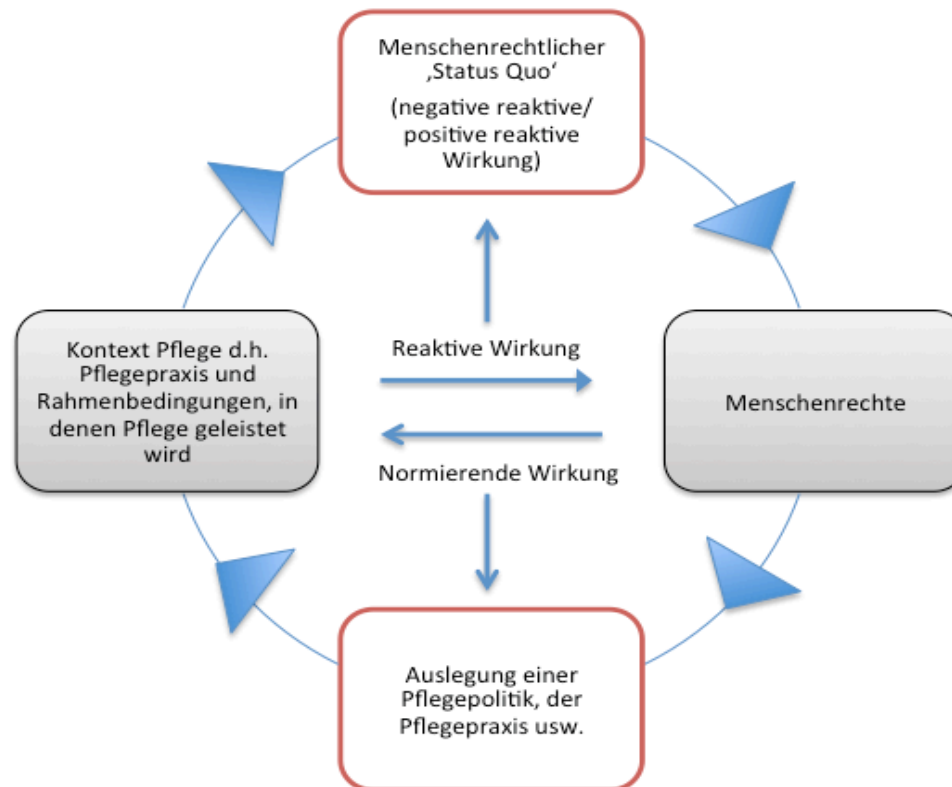 Menschenrechtlicher
‚Status Quo‘
(negative reaktive/
positive reaktive
Wirkung)
Kontext Pflege d.h.
Pflegepraxis und
Rahmenbedingungen, in
denen Pflege geleistet
wird
Reaktive Wirkung
Normierende Wirkung
Menschenrechte
Auslegung einer
Pflegepolitik, der
Pflegepraxis usw.